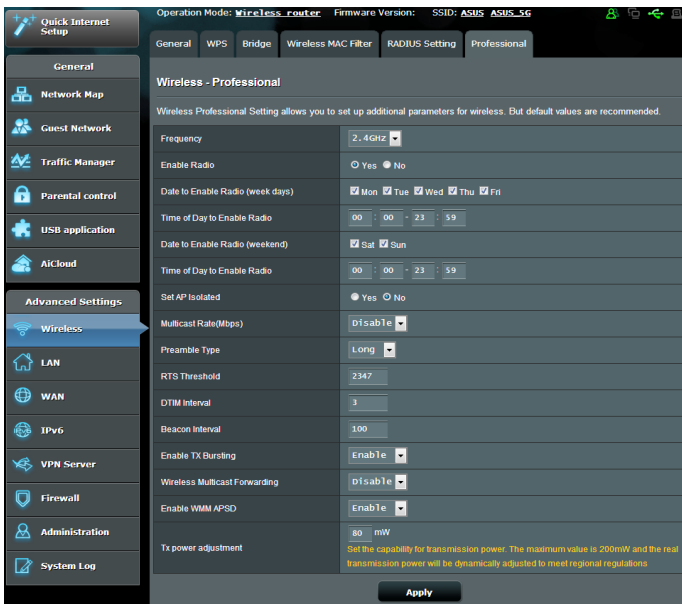 Quick Internet
Setup
Operation Mode: Wireless router Firmware Version: SSID: ASUS ASUS_5G
General WPS Bridge Wireless MAC Filter RADIUS Setting Professional
General
Network Map
Guest Network
Traffic Manager
Parental control
USB application
AiCloud
Advanced Settings
Wireless
LAN
WAN
IPv6
VPN Server
Firewall
Administration
System Log
Wireless - Professional
Wireless Professional Setting allows you to set up additional parameters for wireless. But default values are recommended.
Frequency 2.4GHz
Enable Radio Yes No
Date to Enable Radio (week days) Mon Tue Wed Thu Fri
Time of Day to Enable Radio 00 : 00 - 23 : 59
Date to Enable Radio (weekend) Sat Sun
Time of Day to Enable Radio 00 : 00 - 23 : 59
Set AP Isolated Yes No
Multicast Rate(Mbps) Disable
Preamble Type Long
RTS Threshold 2347
DTIM Interval 3
Beacon Interval 100
Enable TX Bursting Enable
Wireless Multicast Forwarding Disable
Enable WMM APSD Enable
Tx power adjustment 80 mW
Set the capability for transmission power. The maximum value is 200mW and the real
transmission power will be dynamically adjusted to meet regional regulations
Apply